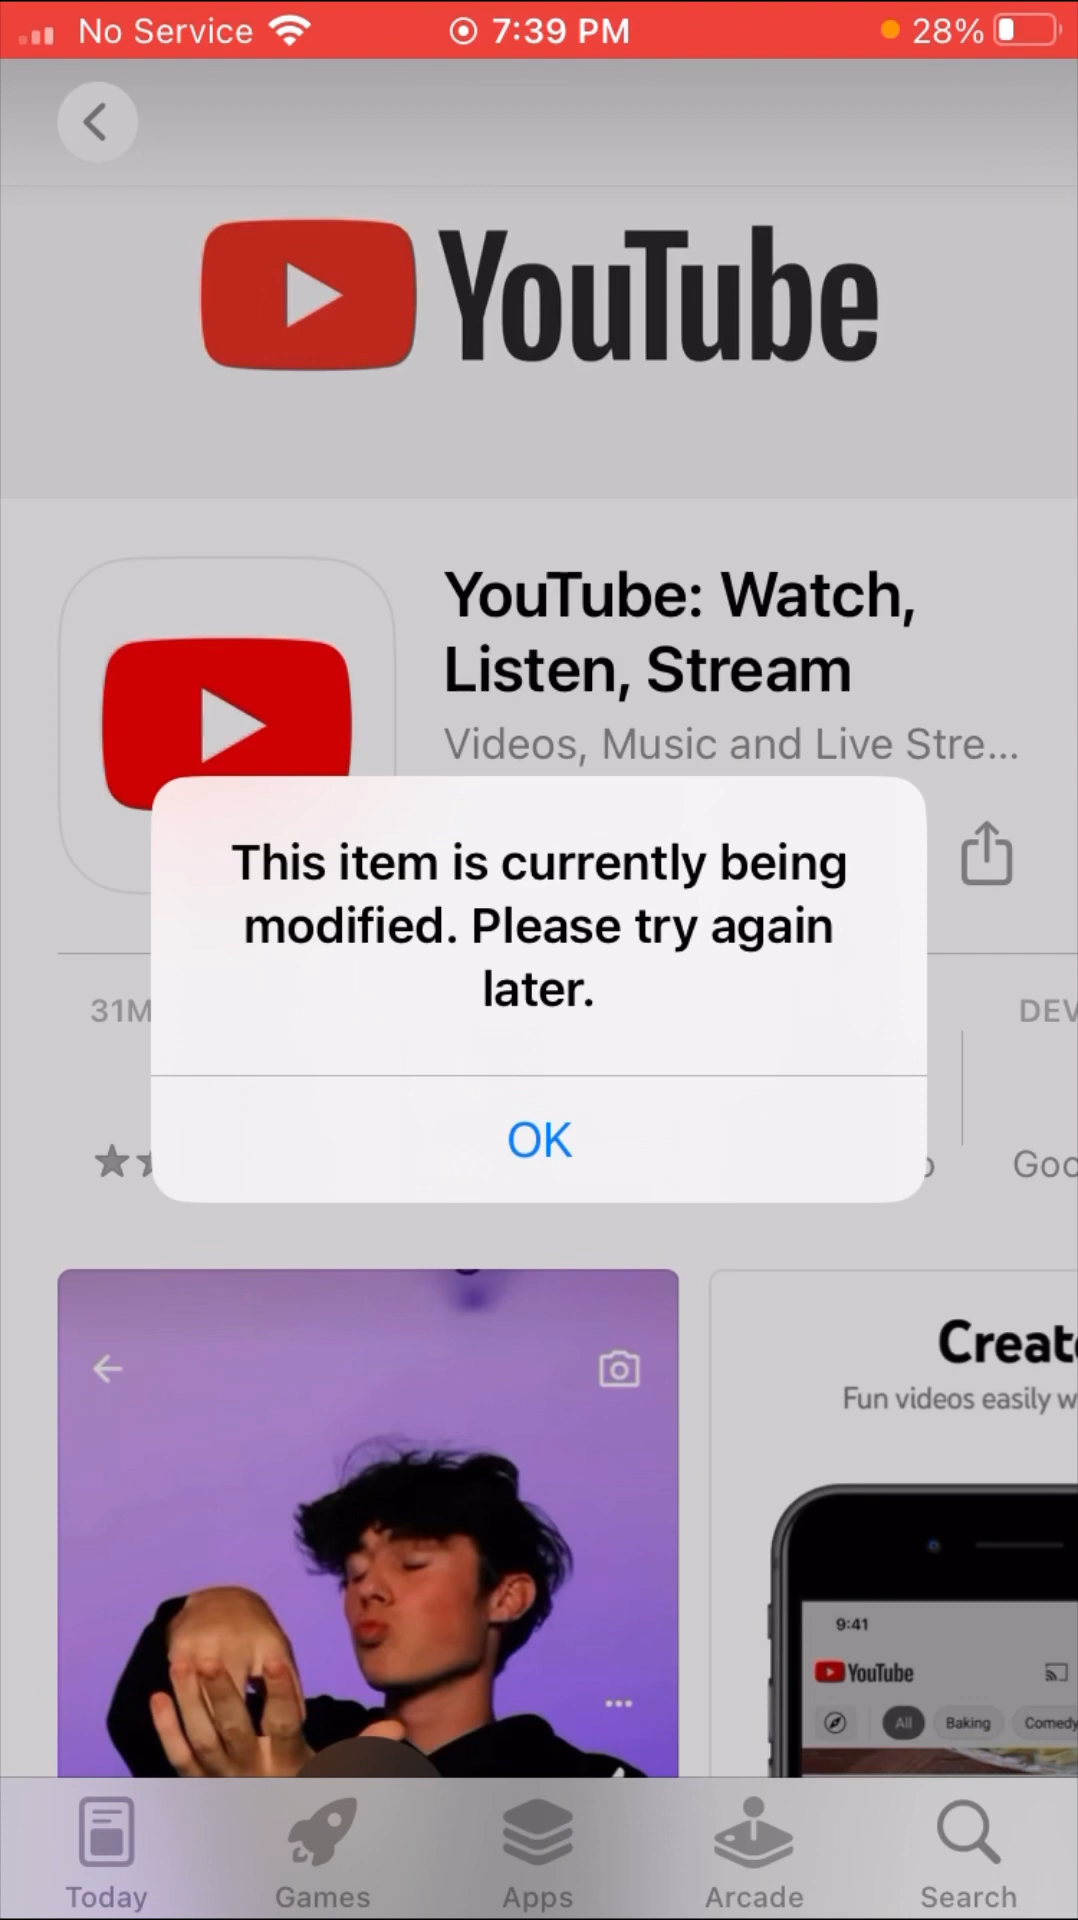 No Service 7:39 PM 28%
YouTube
YouTube: Watch,
Listen, Stream
Videos, Music and Live Stre...
This item is currently being
modified. Please try again
later.
OK
31M
DEV
Goo
Create
Fun videos easily w
9:41
YouTube
All Baking Comedy
Today Games Apps Arcade Search